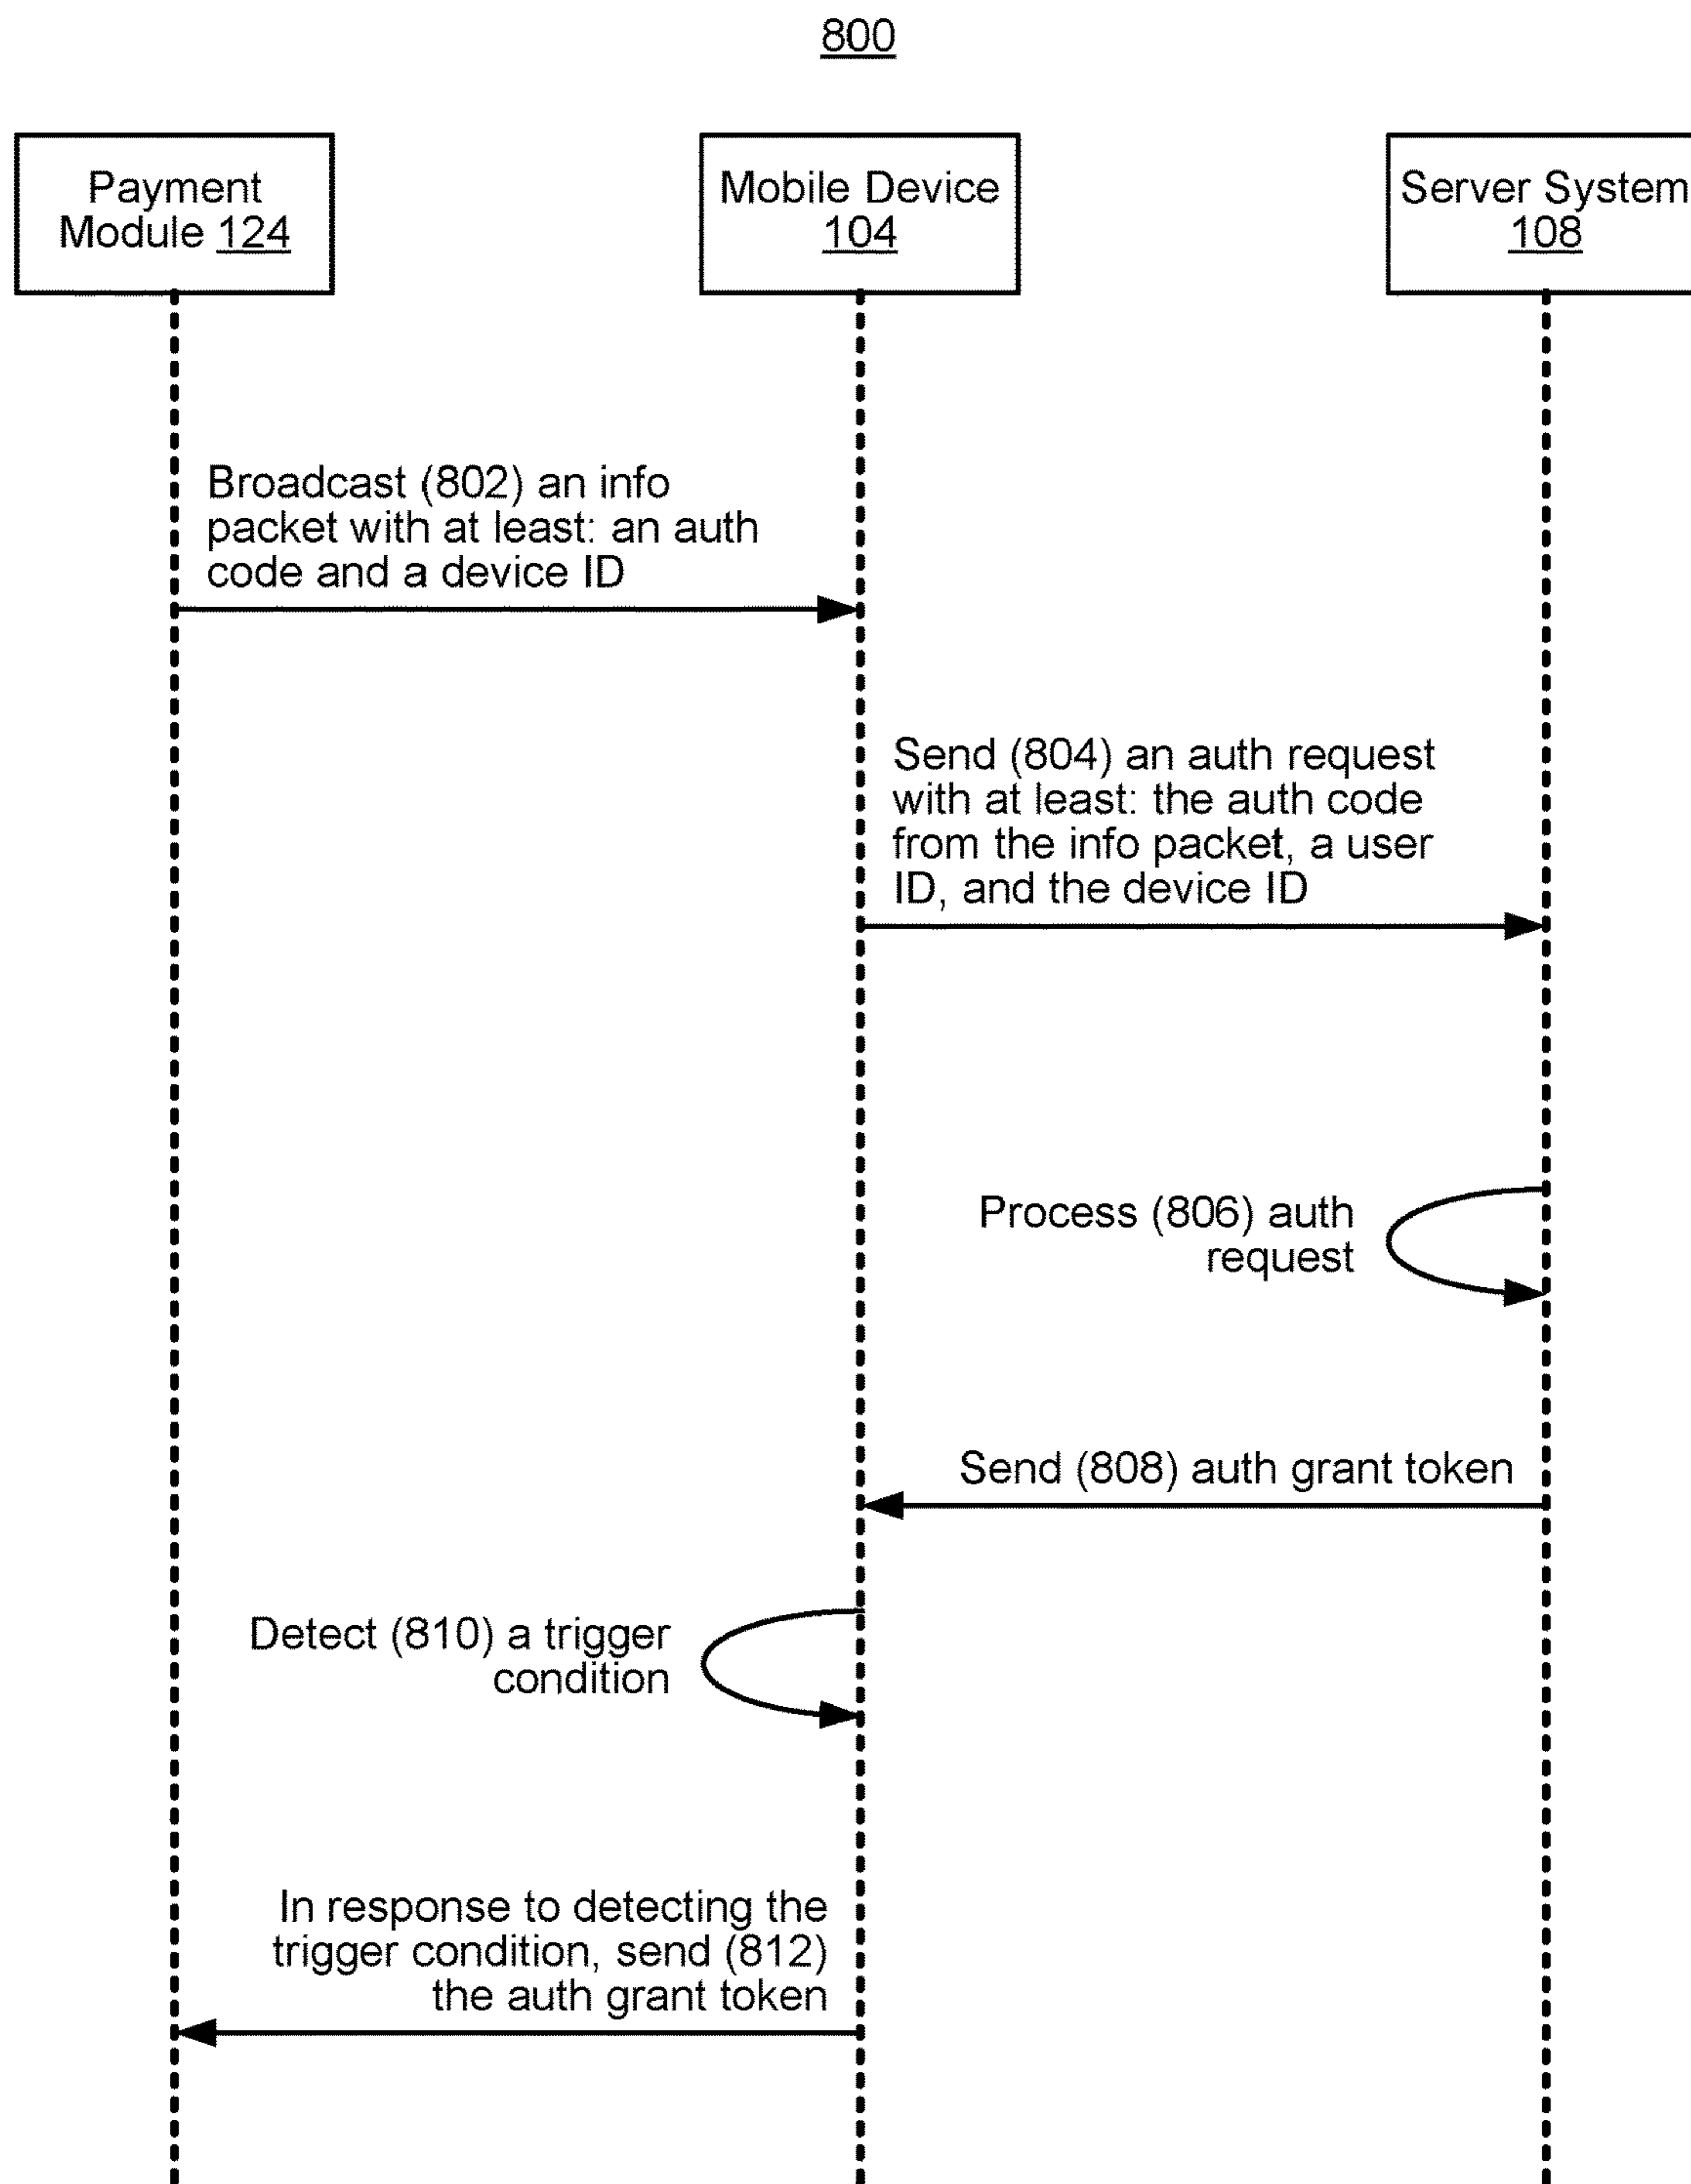 800
Payment
Module 124
Mobile Device
104
Server System
108
Broadcast (802) an info
packet with at least: an auth
code and a device ID
Send (804) an auth request
with at least: the auth code
from the info packet, a user
ID, and the device ID
Process (806) auth
request
Send (808) auth grant token
Detect (810) a trigger
condition
In response to detecting the
trigger condition, send (812)
the auth grant token